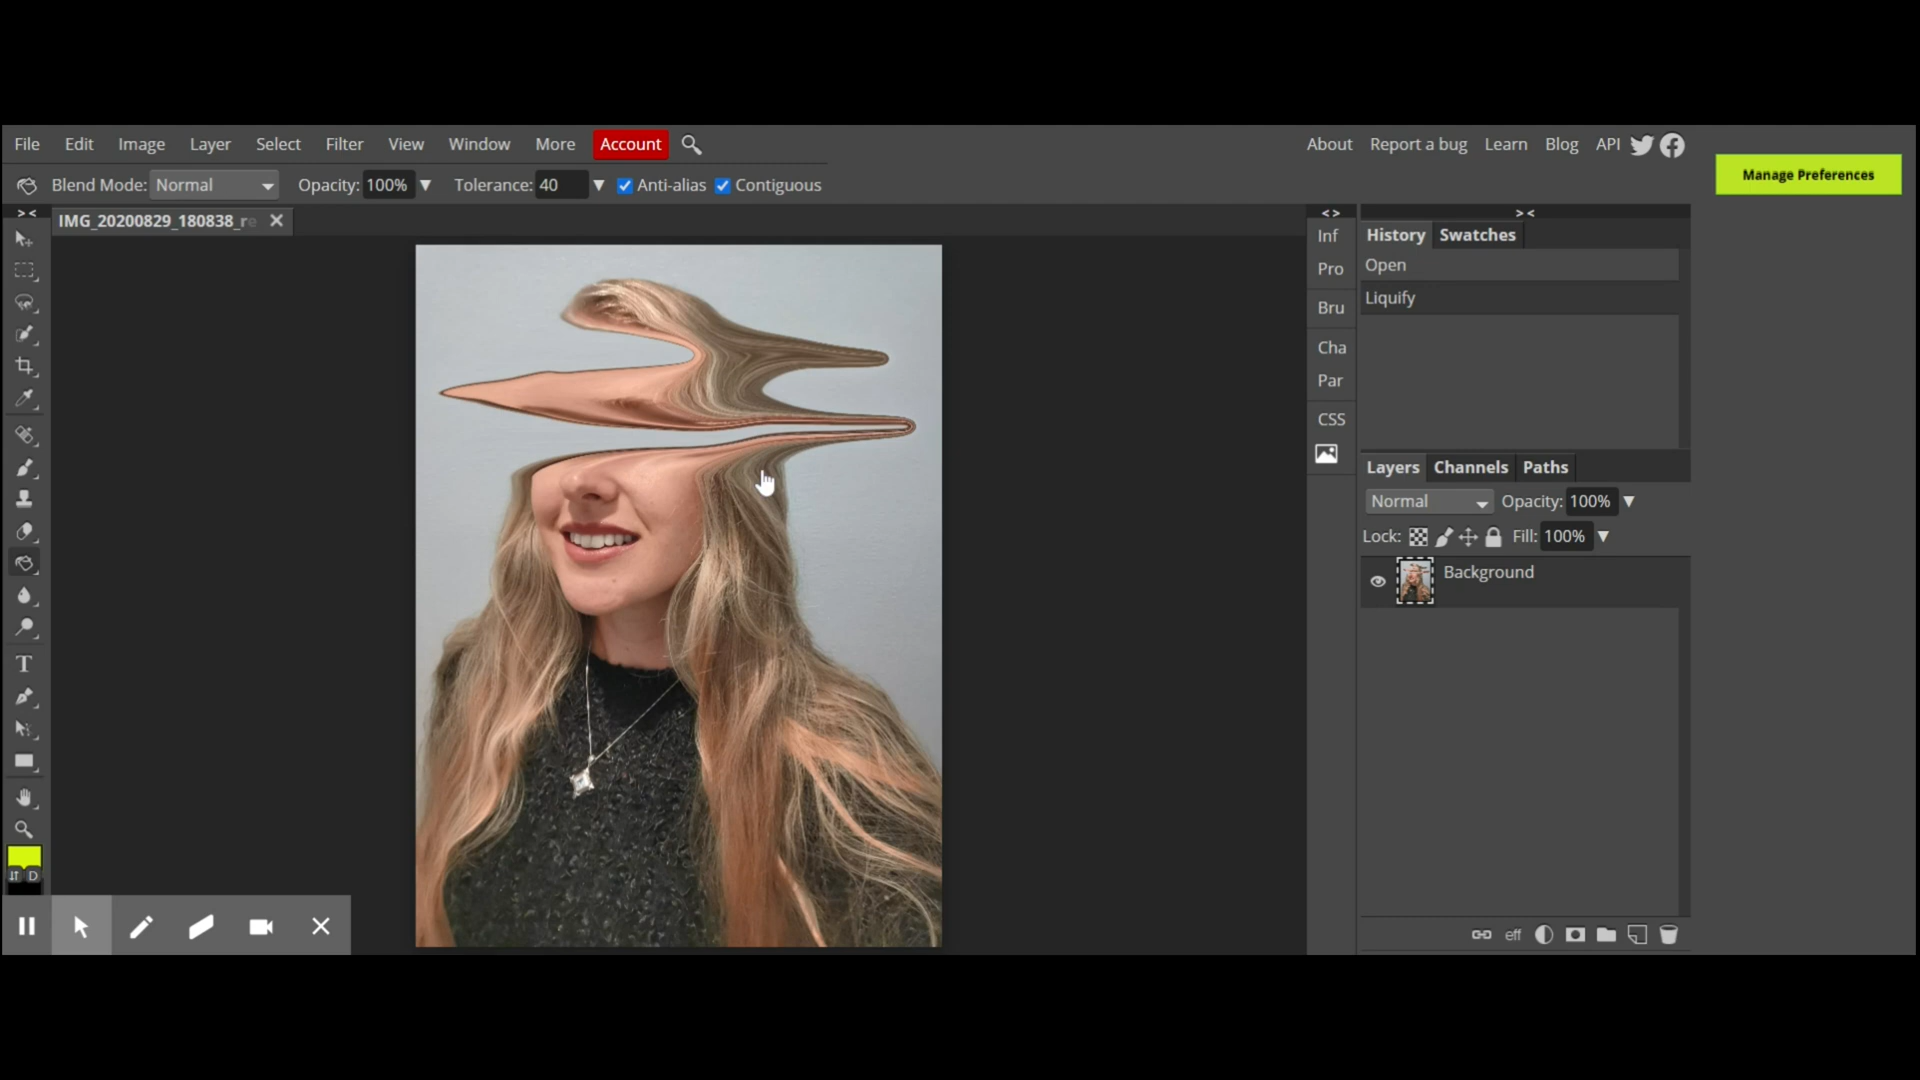 File Edit Image Layer Select Filter View Window More Account About Report a bug Learn Blog API
Manage Preferences
Blend Mode: Normal Opacity: 100% Tolerance: 40 Anti-alias Contiguous
> < < > > <
IMG_20200829_180838_re
Inf
Pro
Bru
Cha
Par
CSS
History Swatches
Open
Liquify
Layers Channels Paths
Normal Opacity: 100%
Lock: Fill: 100%
Background
T
D
eff